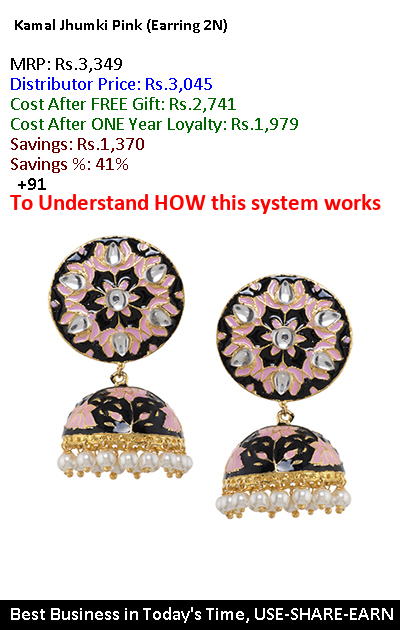 Kamal Jhumki Pink (Earring 2N)
MRP: Rs.3,349
Distributor Price: Rs.3,045
Cost After FREE Gift: Rs.2,741
Cost After ONE Year Loyalty: Rs.1,979
Savings: Rs.1,370
Savings %: 41%
+91
To Understand HOW this system works
Best Business in Today's Time, USE-SHARE-EARN